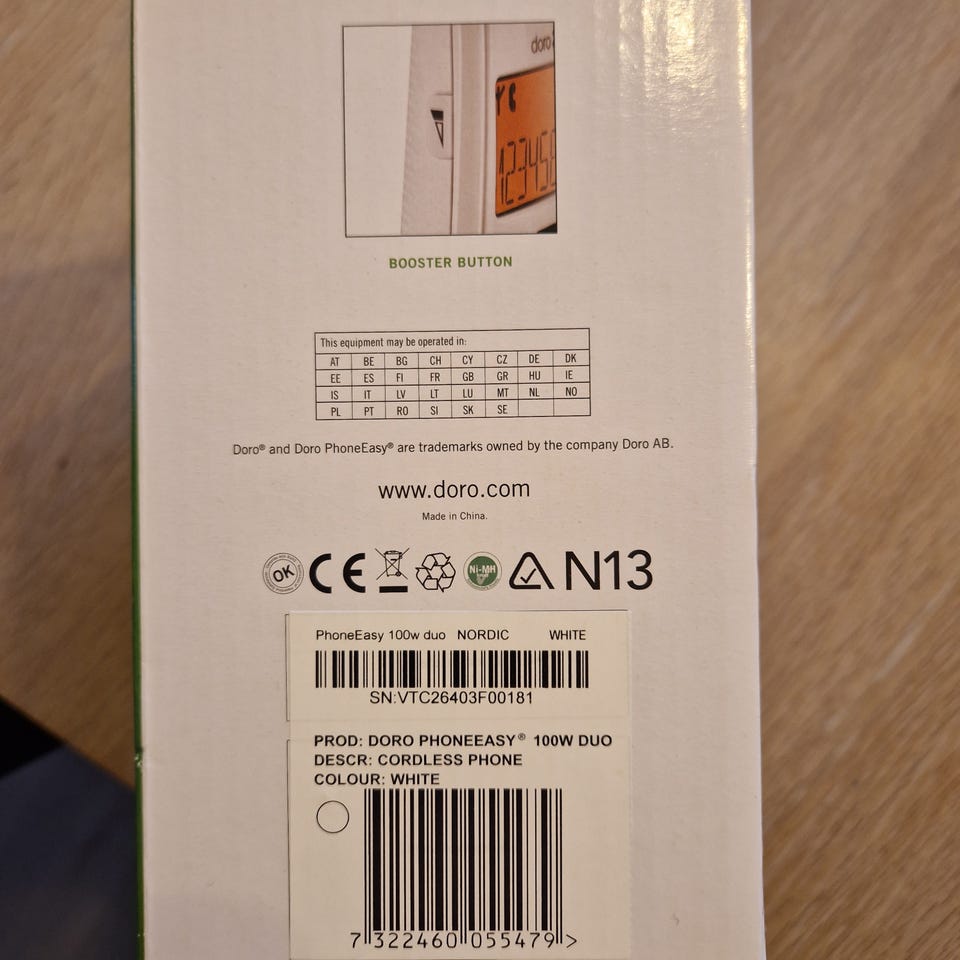 doro
12345
BOOSTER BUTTON
This equipment may be operated in:
AT BE BG CH CY CZ DE DK
EE ES FI FR GB GR HU IE
IS IT LV LT LU MT NL NO
PL PT RO SI SK SE
Doro® and Doro PhoneEasy® are trademarks owned by the company Doro AB.
www.doro.com
Made in China.
OK CE Ni-MH N13
PhoneEasy 100w duo NORDIC WHITE
SN:VTC26403F00181
PROD: DORO PHONEEASY® 100W DUO
DESCR: CORDLESS PHONE
COLOUR: WHITE
7 322460 055479 >